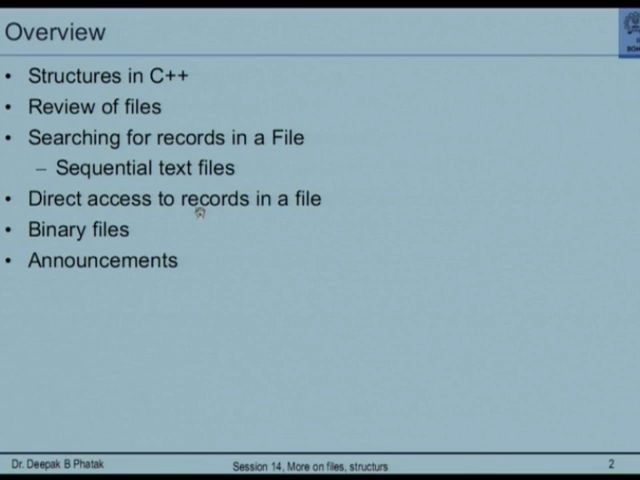 Overview
• Structures in C++
• Review of files
• Searching for records in a File
– Sequential text files
• Direct access to records in a file
• Binary files
• Announcements
Dr. Deepak B Phatak
Session 14, More on files, structurs
2